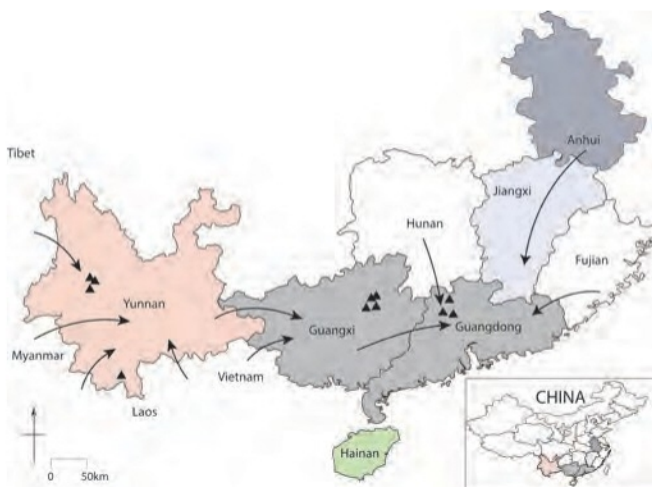 Anhui
Tibet
Jiangxi
Hunan
Fujian
Yunnan
Guangxi
Guangdong
Myanmar
Vietnam
Laos
CHINA
Hainan
0 50km